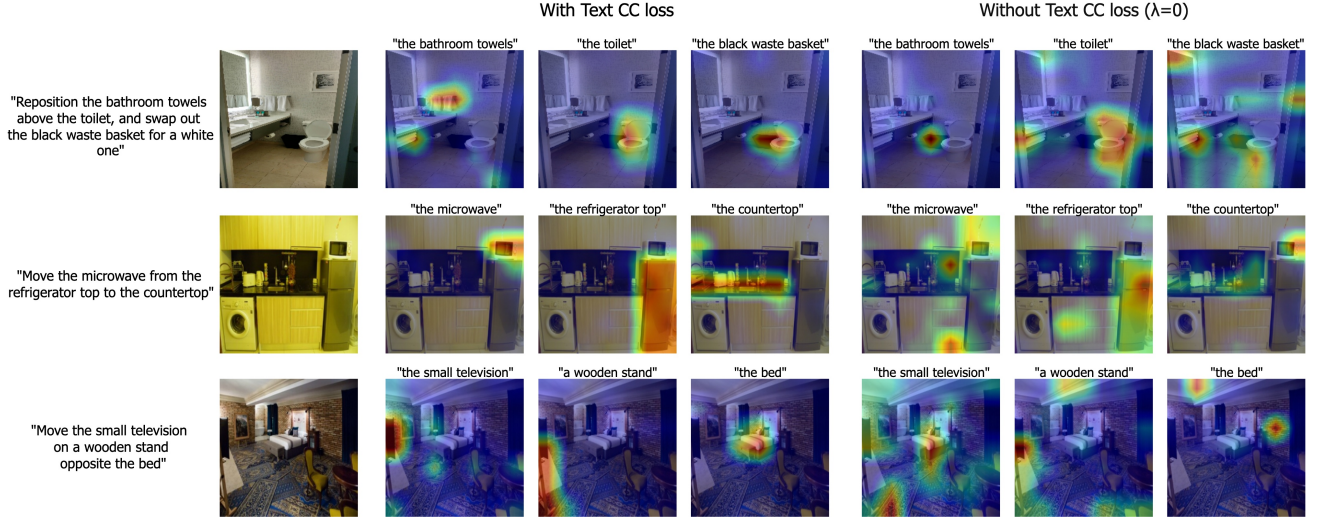 With Text CC loss
Without Text CC loss (λ=0)
"the bathroom towels" "the toilet" "the black waste basket" "the bathroom towels" "the toilet" "the black waste basket"
"Reposition the bathroom towels
above the toilet, and swap out
the black waste basket for a white
one"
"the microwave" "the refrigerator top" "the countertop" "the microwave" "the refrigerator top" "the countertop"
"Move the microwave from the
refrigerator top to the countertop"
"the small television" "a wooden stand" "the bed" "the small television" "a wooden stand" "the bed"
"Move the small television
on a wooden stand
opposite the bed"